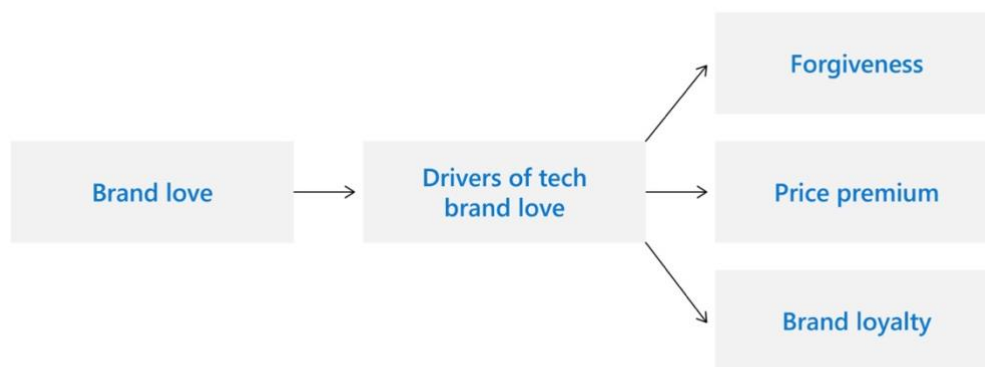 Forgiveness
Brand love
Drivers of tech
brand love
Price premium
Brand loyalty